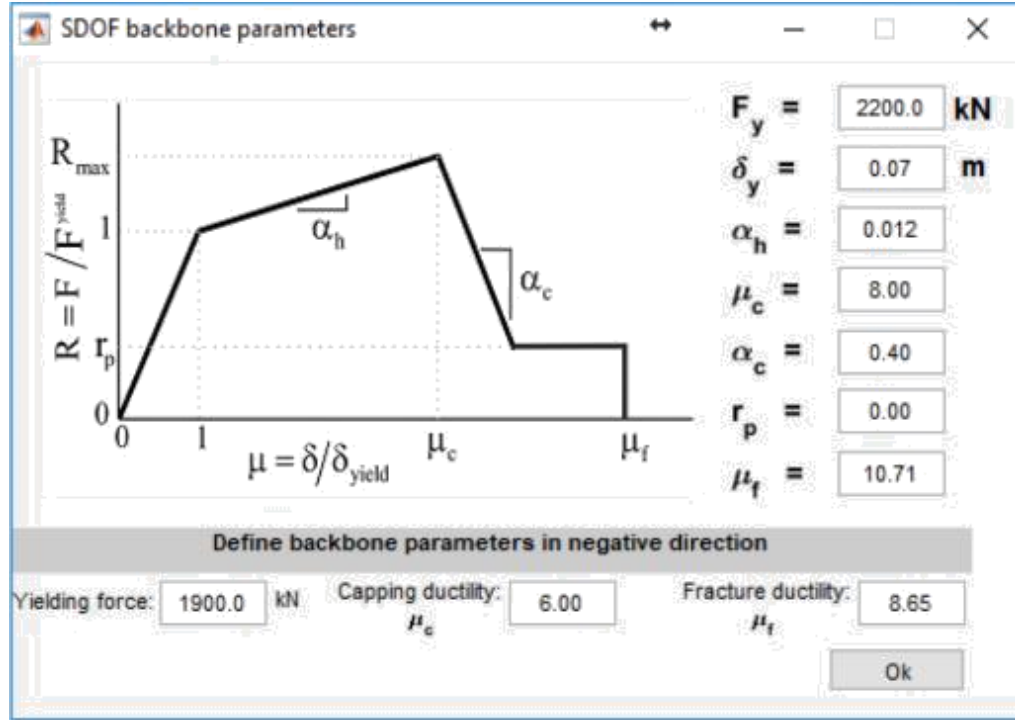 SDOF backbone parameters
R = F / F^yield
R_max
1
r_p
0
0
1
μ_c
μ_f
μ = δ/δ_yield
α_h
α_c
F_y = 2200.0 kN
δ_y = 0.07 m
α_h = 0.012
μ_c = 8.00
α_c = 0.40
r_p = 0.00
μ_f = 10.71
Define backbone parameters in negative direction
Yielding force: 1900.0 kN Capping ductility: μ_c 6.00 Fracture ductility: μ_f 8.65
Ok